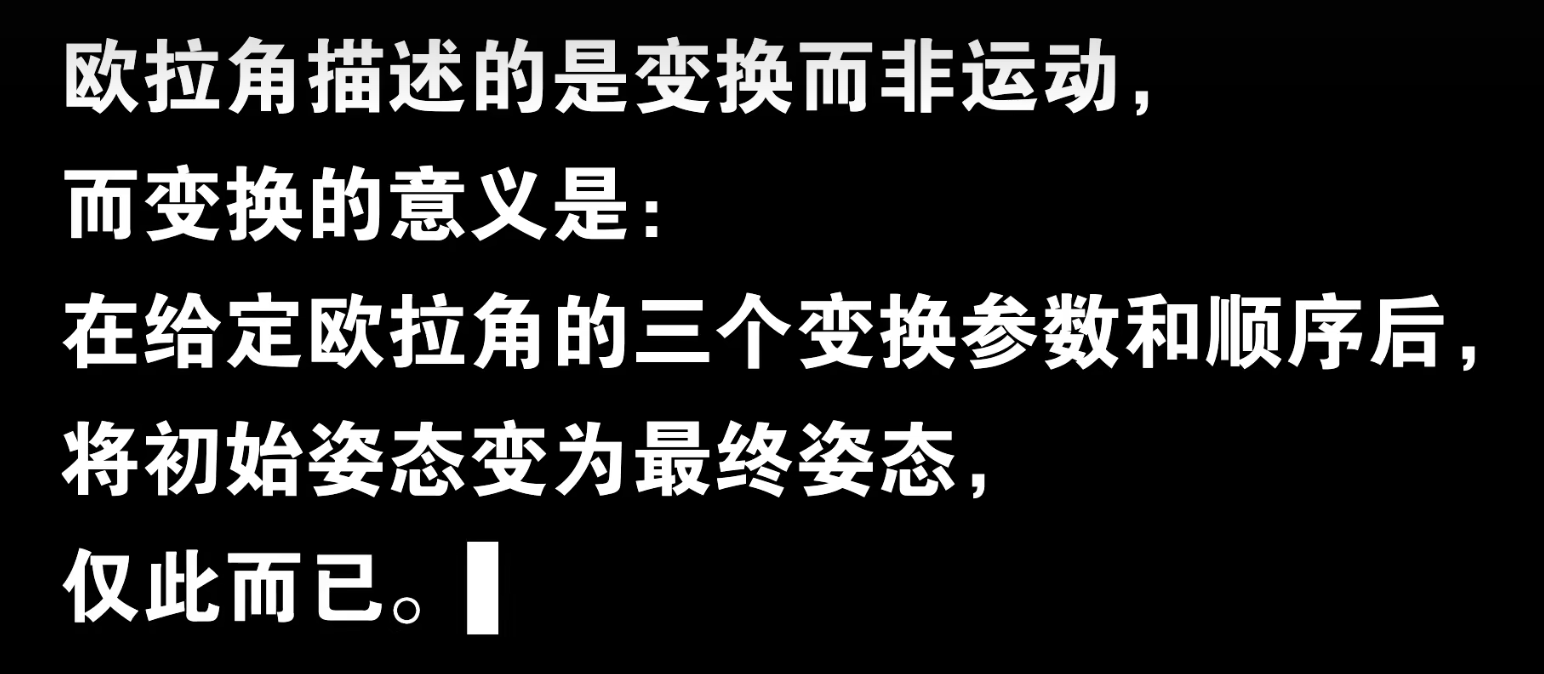 欧拉角描述的是变换而非运动，
而变换的意义是：
在给定欧拉角的三个变换参数和顺序后，
将初始姿态变为最终姿态，
仅此而已。